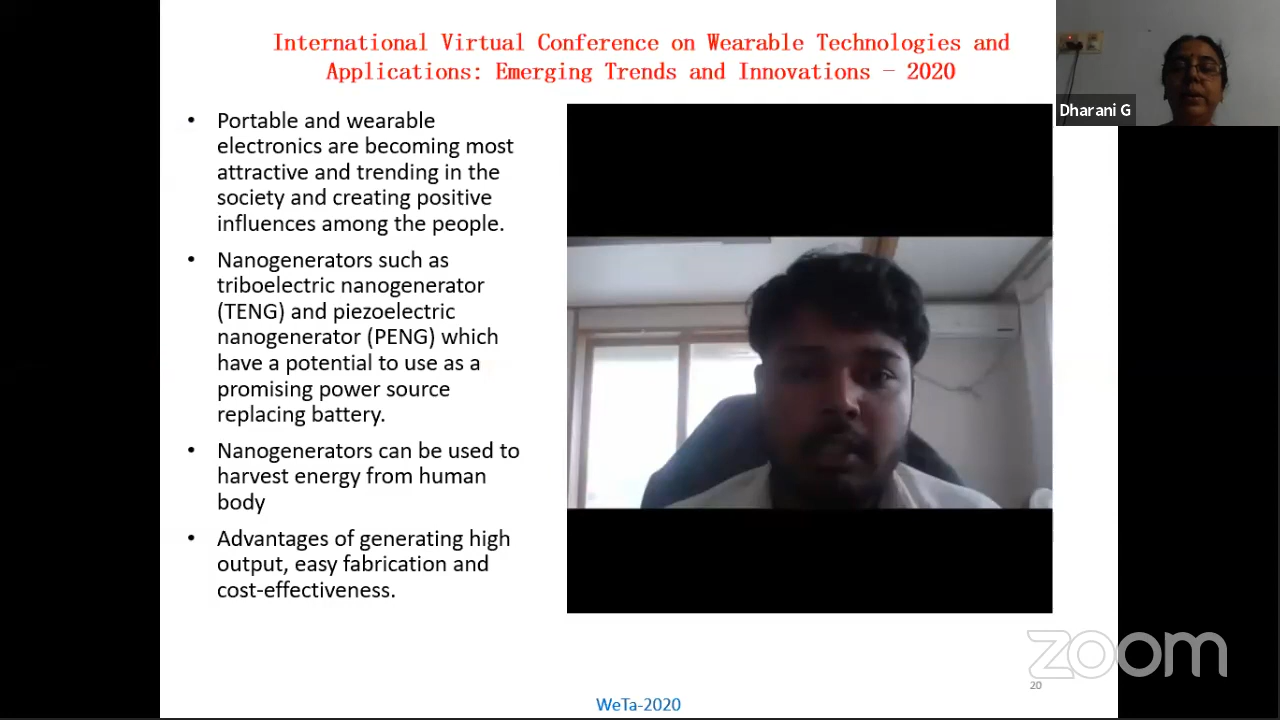 International Virtual Conference on Wearable Technologies and
Applications: Emerging Trends and Innovations - 2020
Dharani G
• Portable and wearable
electronics are becoming most
attractive and trending in the
society and creating positive
influences among the people.
• Nanogenerators such as
triboelectric nanogenerator
(TENG) and piezoelectric
nanogenerator (PENG) which
have a potential to use as a
promising power source
replacing battery.
• Nanogenerators can be used to
harvest energy from human
body
• Advantages of generating high
output, easy fabrication and
cost-effectiveness.
zoom
20
WeTa-2020